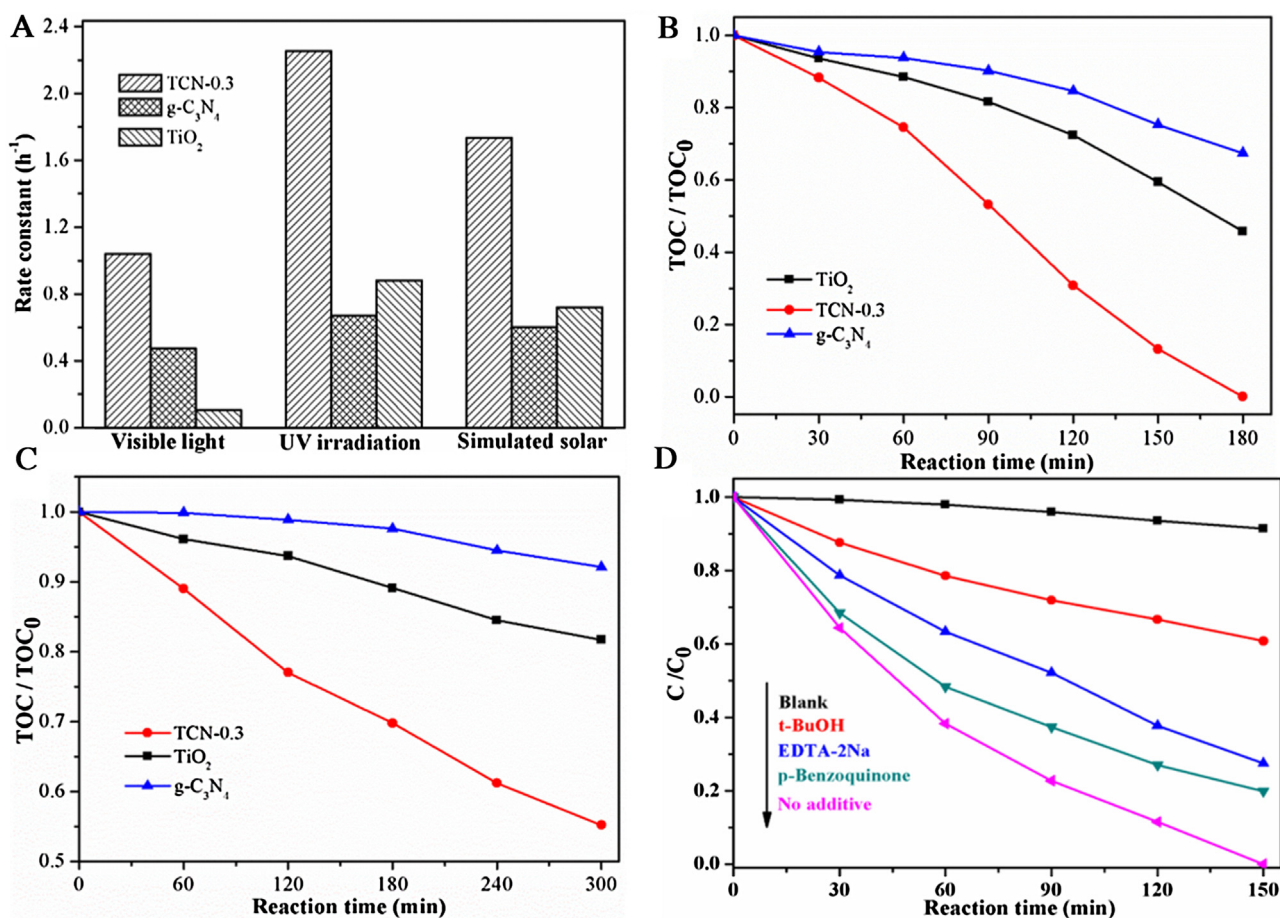 A
2.4
2.0
1.6
1.2
0.8
0.4
0.0
Rate constant (h⁻¹)
TCN-0.3
g-C₃N₄
TiO₂
Visible light
UV irradiation
Simulated solar
B
1.0
0.8
0.6
0.4
0.2
0.0
TOC / TOC₀
TiO₂
TCN-0.3
g-C₃N₄
0 30 60 90 120 150 180
Reaction time (min)
C
1.0
0.9
0.8
0.7
0.6
0.5
TOC / TOC₀
TCN-0.3
TiO₂
g-C₃N₄
0 60 120 180 240 300
Reaction time (min)
D
1.0
0.8
0.6
0.4
0.2
0.0
C /C₀
Blank
t-BuOH
EDTA-2Na
p-Benzoquinone
No additive
0 30 60 90 120 150
Reaction time (min)